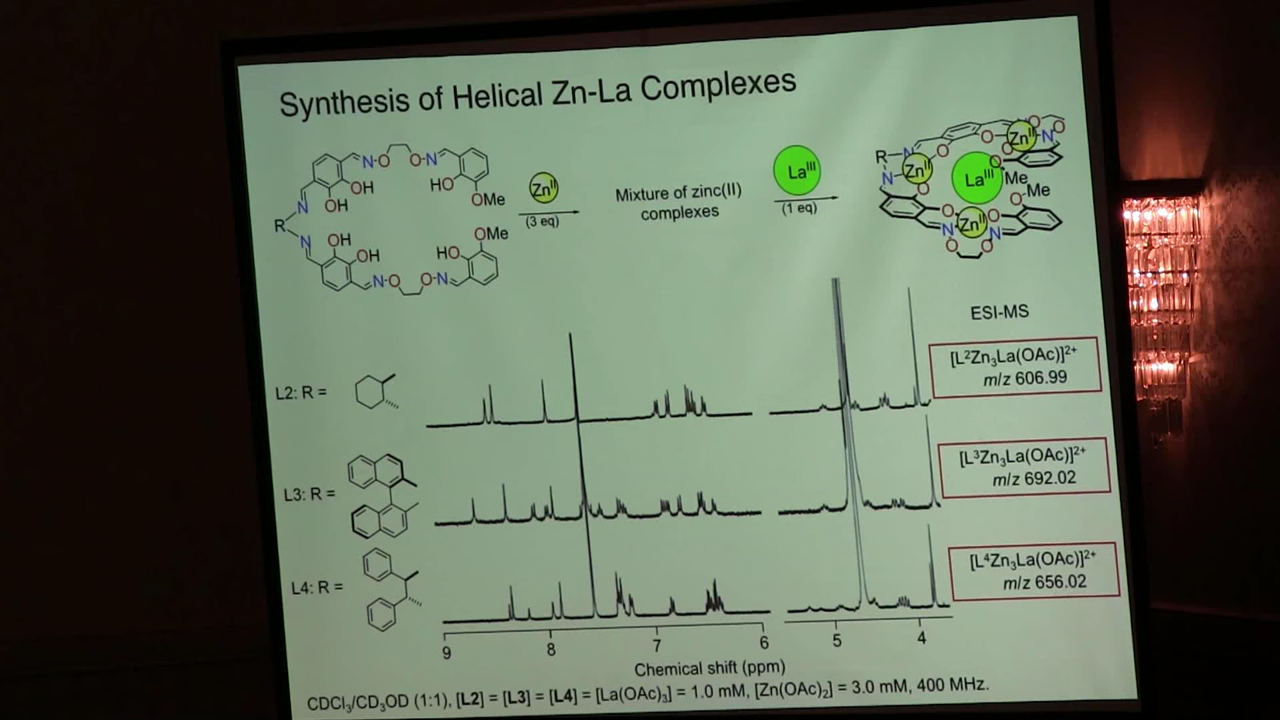 Synthesis of Helical Zn-La Complexes
N O O N
OH HO
OH OMe
N
R
N
OH OMe
OH HO
N O O N
Zn^II
(3 eq)
Mixture of zinc(II)
complexes
La^III
(1 eq)
Zn^II N O
R N O O
Zn^II La^III O Me
N O O-Me
O O
N Zn^II N
O O
ESI-MS
[L²Zn₃La(OAc)]²⁺
m/z 606.99
L2: R =
[L³Zn₃La(OAc)]²⁺
m/z 692.02
L3: R =
[L⁴Zn₃La(OAc)]²⁺
m/z 656.02
L4: R =
9 8 7 6 5 4
Chemical shift (ppm)
CDCl₃/CD₃OD (1:1), [L2] = [L3] = [L4] = [La(OAc)₃] = 1.0 mM, [Zn(OAc)₂] = 3.0 mM, 400 MHz.